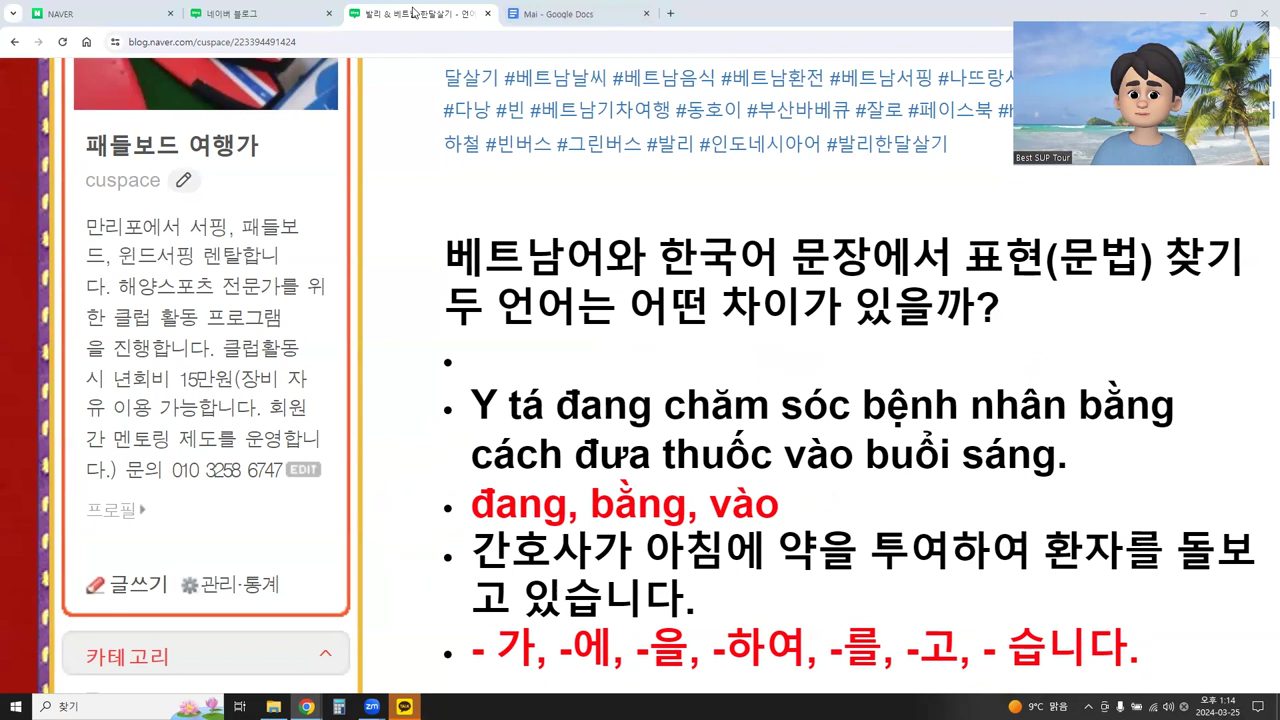 NAVER
네이버 블로그
발리 & 베트남한달살기 - 언어
Mai - Google Docs
blog.naver.com/cuspace/223394491424
달살기 #베트남날씨 #베트남음식 #베트남환전 #베트남서핑 #나뜨랑시
#다낭 #빈 #베트남기차여행 #동호이 #부산바베큐 #잘로 #페이스북
하철 #빈버스 #그린버스 #발리 #인도네시아어 #발리한달살기
Best SUP Tour
패들보드 여행가
cuspace
만리포에서 서핑, 패들보
드, 윈드서핑 렌탈합니
다. 해양스포츠 전문가를 위
한 클럽 활동 프로그램
을 진행합니다. 클럽활동
시 년회비 15만원(장비 자
유 이용 가능합니다. 회원
간 멘토링 제도를 운영합니
다.) 문의 010 3258 6747 EDIT
프로필
글쓰기 관리·통계
카테고리
베트남어와 한국어 문장에서 표현(문법) 찾기
두 언어는 어떤 차이가 있을까?
Y tá đang chăm sóc bệnh nhân bằng
cách đưa thuốc vào buổi sáng.
đang, bằng, vào
간호사가 아침에 약을 투여하여 환자를 돌보
고 있습니다.
- 가, -에, -을, -하여, -를, -고, - 습니다.
찾기
zm
TALK
9°C 맑음
오후 1:14
2024-03-25